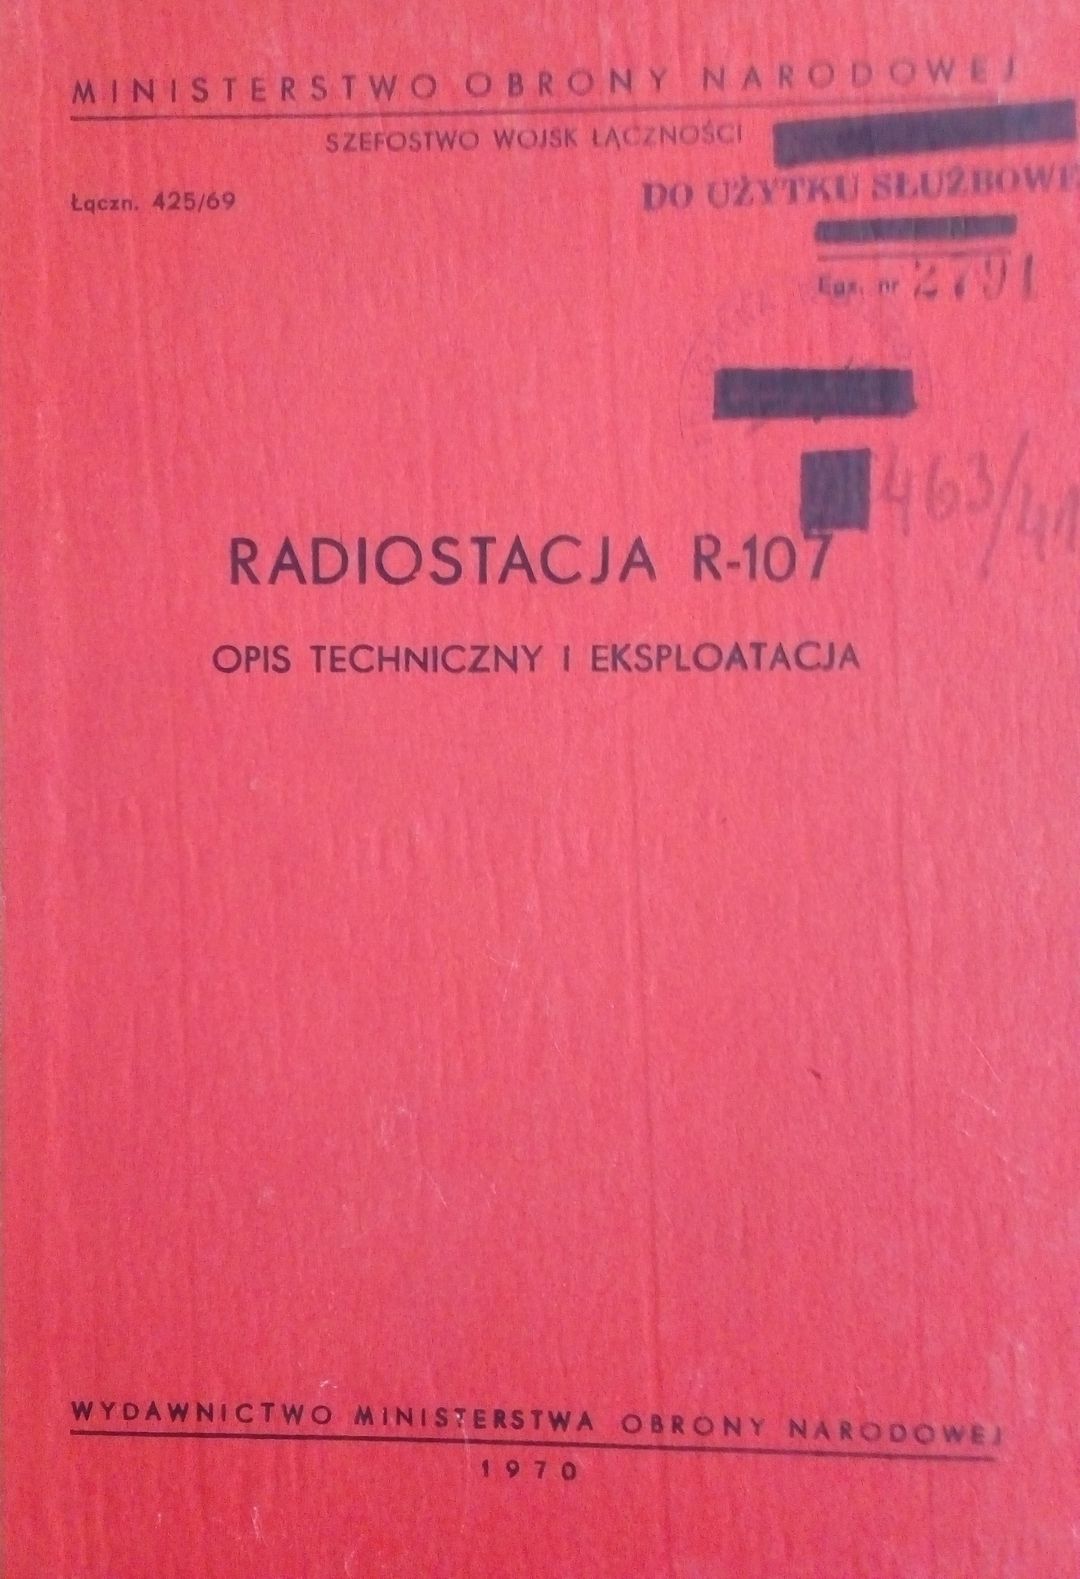 MINISTERSTWO OBRONY NARODOWEJ
SZEFOSTWO WOJSK ŁĄCZNOŚCI
Łączn. 425/69
DO UŻYTKU SŁUŻBOWE
Egz. nr 2791
463/41
RADIOSTACJA R-107
OPIS TECHNICZNY I EKSPLOATACJA
WYDAWNICTWO MINISTERSTWA OBRONY NARODOWEJ
1970